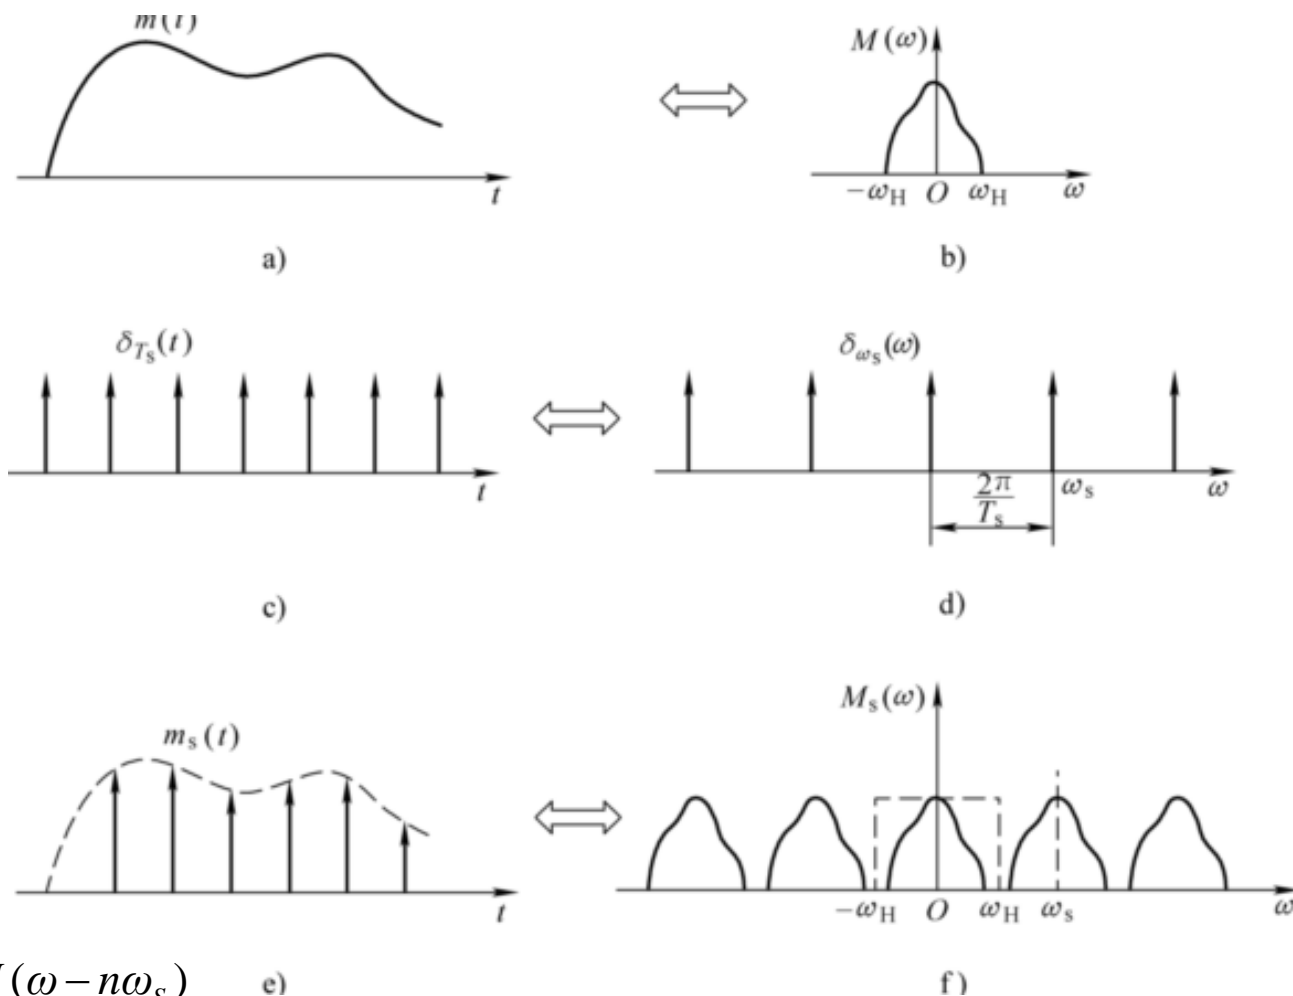 m(t)
M(ω)
t
−ω_H O ω_H ω
a)
b)
δ_{T_s}(t)
δ_{ω_s}(ω)
t
2π
T_s
ω_s
ω
c)
d)
m_s(t)
M_s(ω)
t
−ω_H O ω_H ω_s ω
(ω − nω_s)
e)
f)